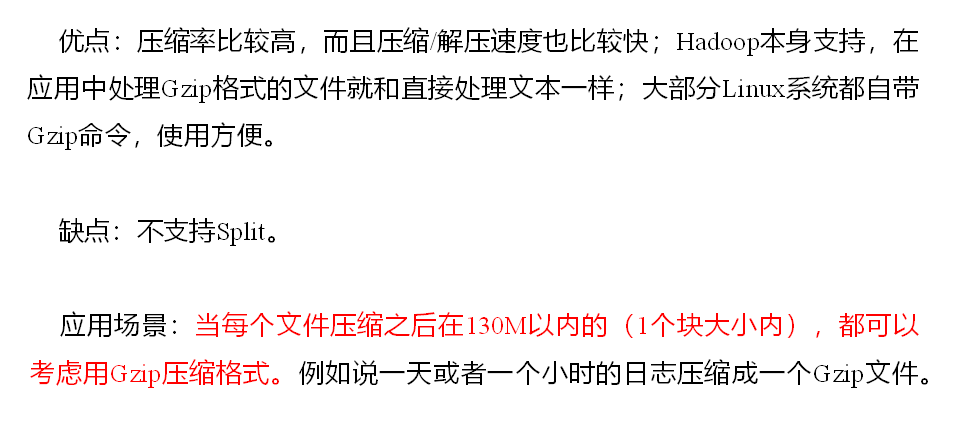 优点：压缩率比较高，而且压缩/解压速度也比较快；Hadoop本身支持，在
应用中处理Gzip格式的文件就和直接处理文本一样；大部分Linux系统都自带
Gzip命令，使用方便。
缺点：不支持Split。
应用场景：当每个文件压缩之后在130M以内的（1个块大小内），都可以
考虑用Gzip压缩格式。例如说一天或者一个小时的日志压缩成一个Gzip文件。